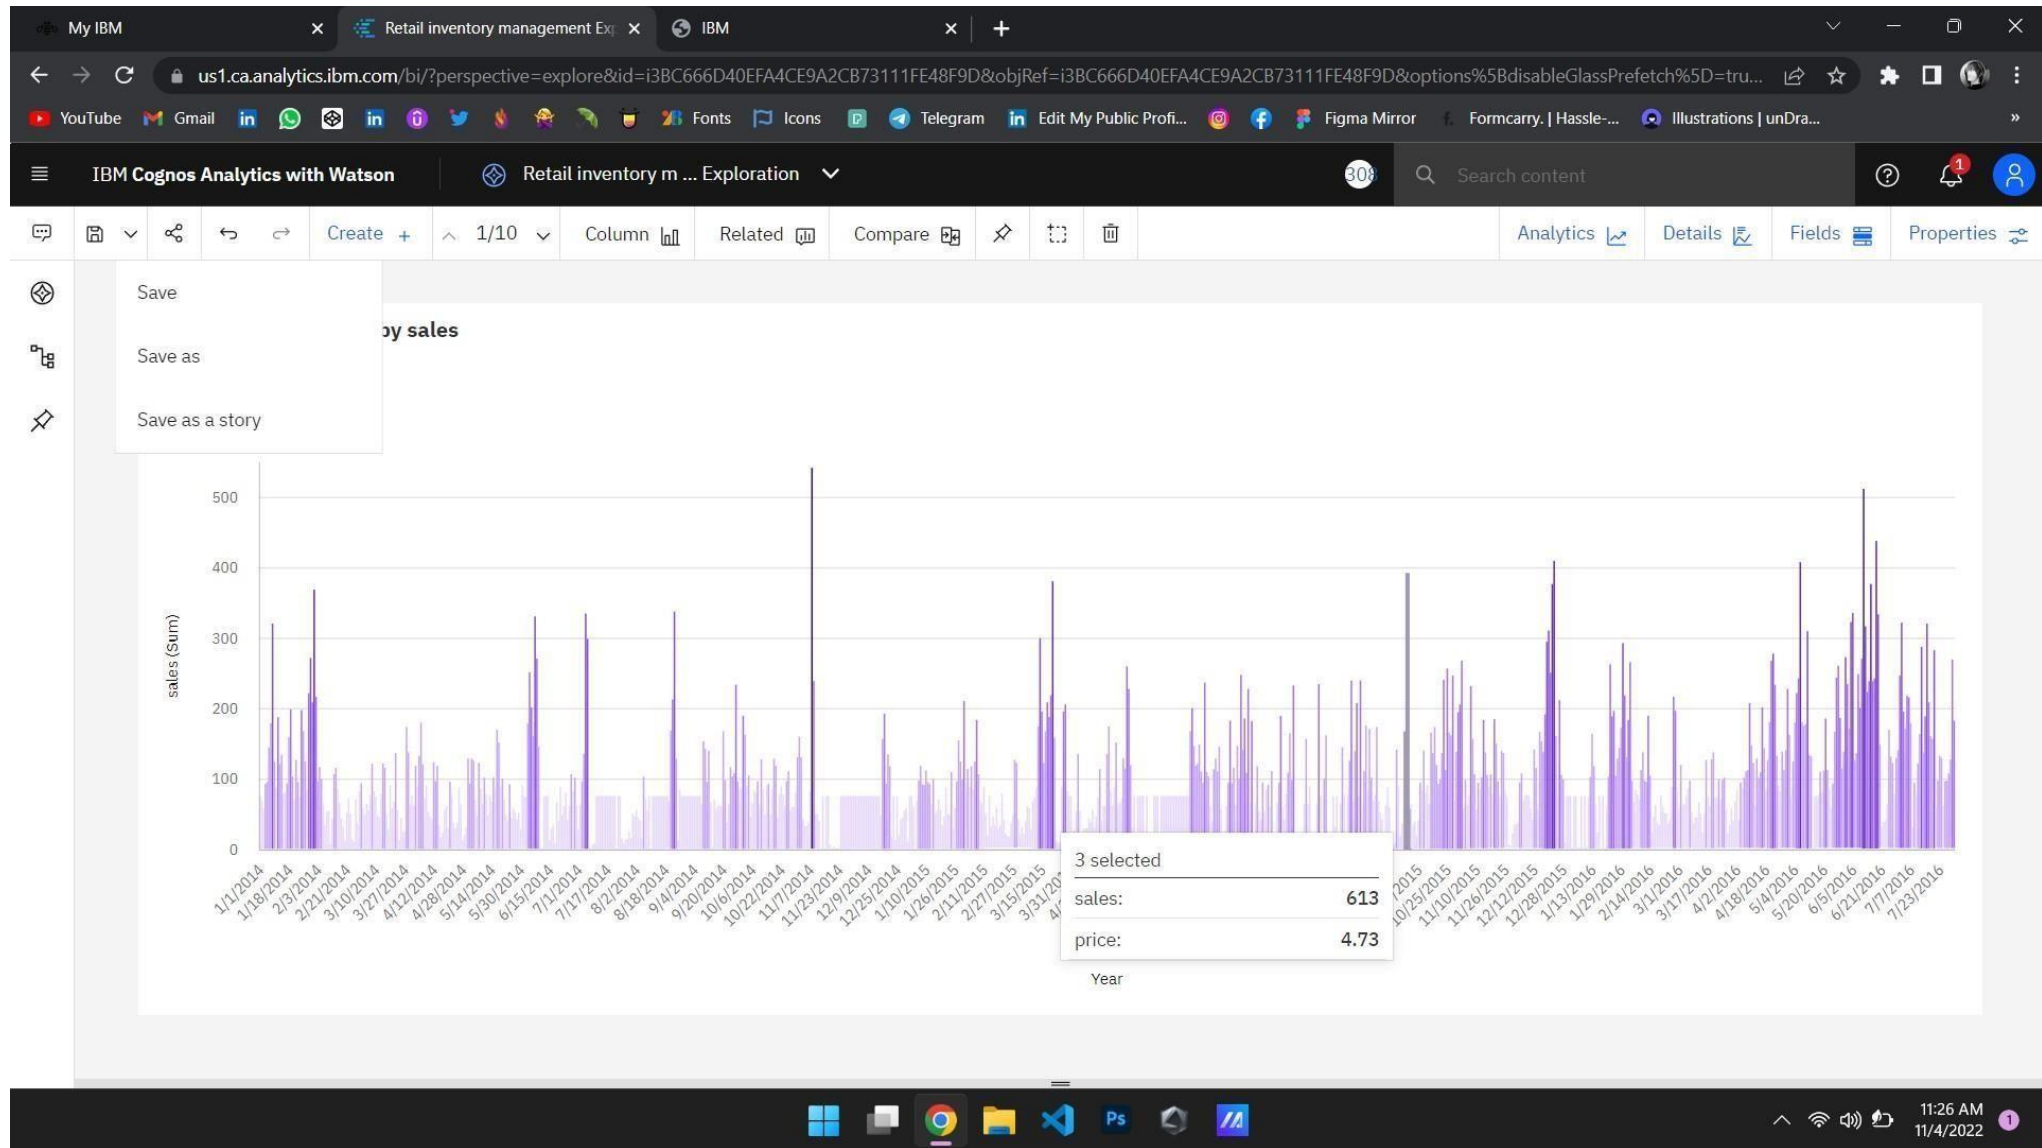 My IBM
Retail inventory management Exp
IBM
us1.ca.analytics.ibm.com/bi/?perspective=explore&id=i3BC666D40EFA4CE9A2CB73111FE48F9D&objRef=i3BC666D40EFA4CE9A2CB73111FE48F9D&options%5BdisableGlassPrefetch%5D=tru...
YouTube Gmail Fonts Icons Telegram Edit My Public Profi... Figma Mirror Formcarry. | Hassle-... Illustrations | unDra... »
IBM Cognos Analytics with Watson
Retail inventory m ... Exploration
308
Search content
1
Create +
1/10
Column
Related
Compare
Analytics
Details
Fields
Properties
Save
Save as
Save as a story
by sales
sales (Sum)
500
400
300
200
100
0
1/1/2014 1/18/2014 2/3/2014 2/21/2014 3/10/2014 3/27/2014 4/12/2014 4/28/2014 5/14/2014 5/30/2014 6/15/2014 7/1/2014 7/17/2014 8/2/2014 8/18/2014 9/4/2014 9/20/2014 10/6/2014 10/22/2014 11/7/2014 11/23/2014 12/9/2014 12/25/2014 1/10/2015 1/26/2015 2/11/2015 2/27/2015 3/15/2015 10/25/2015 11/10/2015 11/26/2015 12/12/2015 12/28/2015 1/13/2016 1/29/2016 2/14/2016 3/1/2016 3/17/2016 4/2/2016 4/18/2016 5/4/2016 5/20/2016 6/5/2016 6/21/2016 7/7/2016 7/23/2016
3 selected
sales: 613
price: 4.73
Year
Ps
11:26 AM
11/4/2022
1